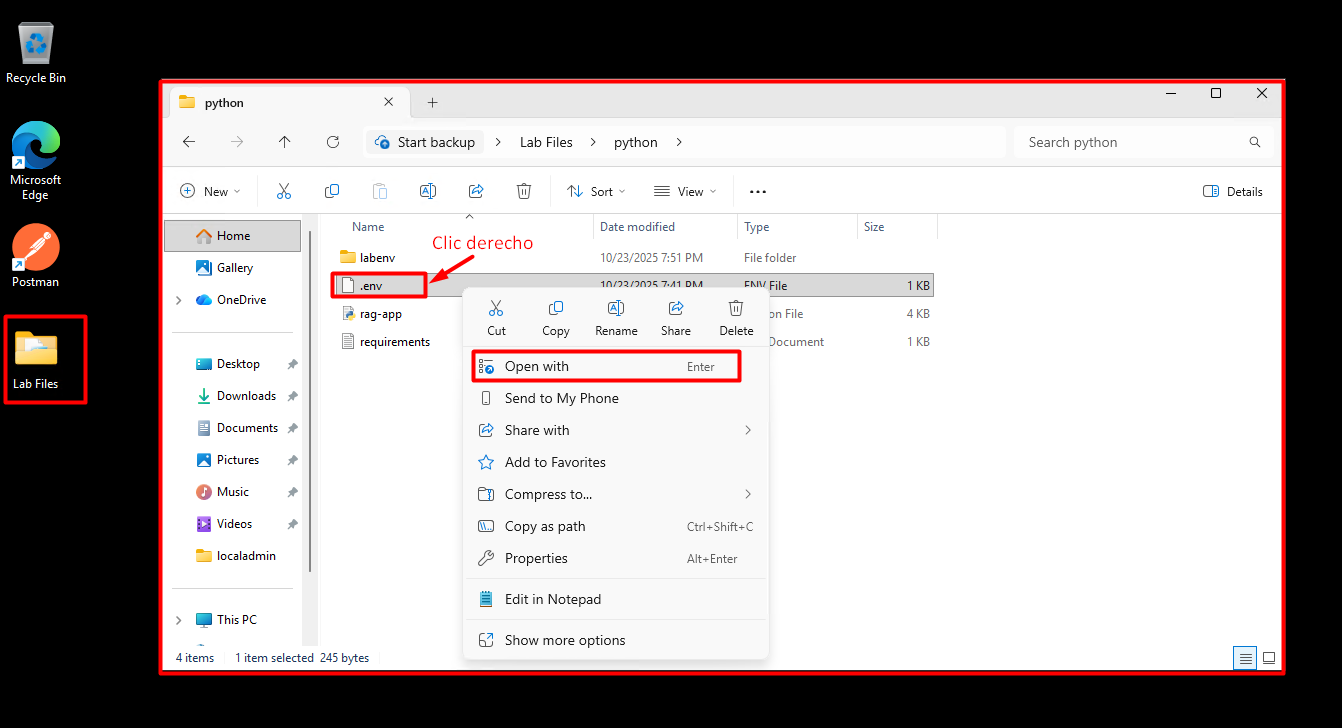 Recycle Bin
Microsoft
Edge
Postman
Lab Files
python
Start backup
Lab Files
python
Search python
New
Sort
View
Details
Home
Gallery
OneDrive
Desktop
Downloads
Documents
Pictures
Music
Videos
localadmin
This PC
Name
Date modified
Type
Size
Clic derecho
labenv
10/23/2025 7:51 PM
File folder
.env
10/23/2025 7:41 PM
ENV File
1 KB
rag-app
on File
4 KB
requirements
Document
1 KB
Cut
Copy
Rename
Share
Delete
Open with
Enter
Send to My Phone
Share with
Add to Favorites
Compress to...
Copy as path
Ctrl+Shift+C
Properties
Alt+Enter
Edit in Notepad
Show more options
4 items
1 item selected 245 bytes